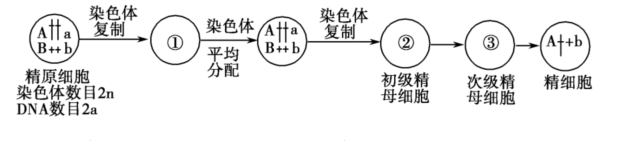 A a
B b
染色体
复制
①
染色体
平均
分配
A a
B b
染色体
复制
②
③
A b
精原细胞
染色体数目2n
DNA数目2a
初级精
母细胞
次级精
母细胞
精细胞